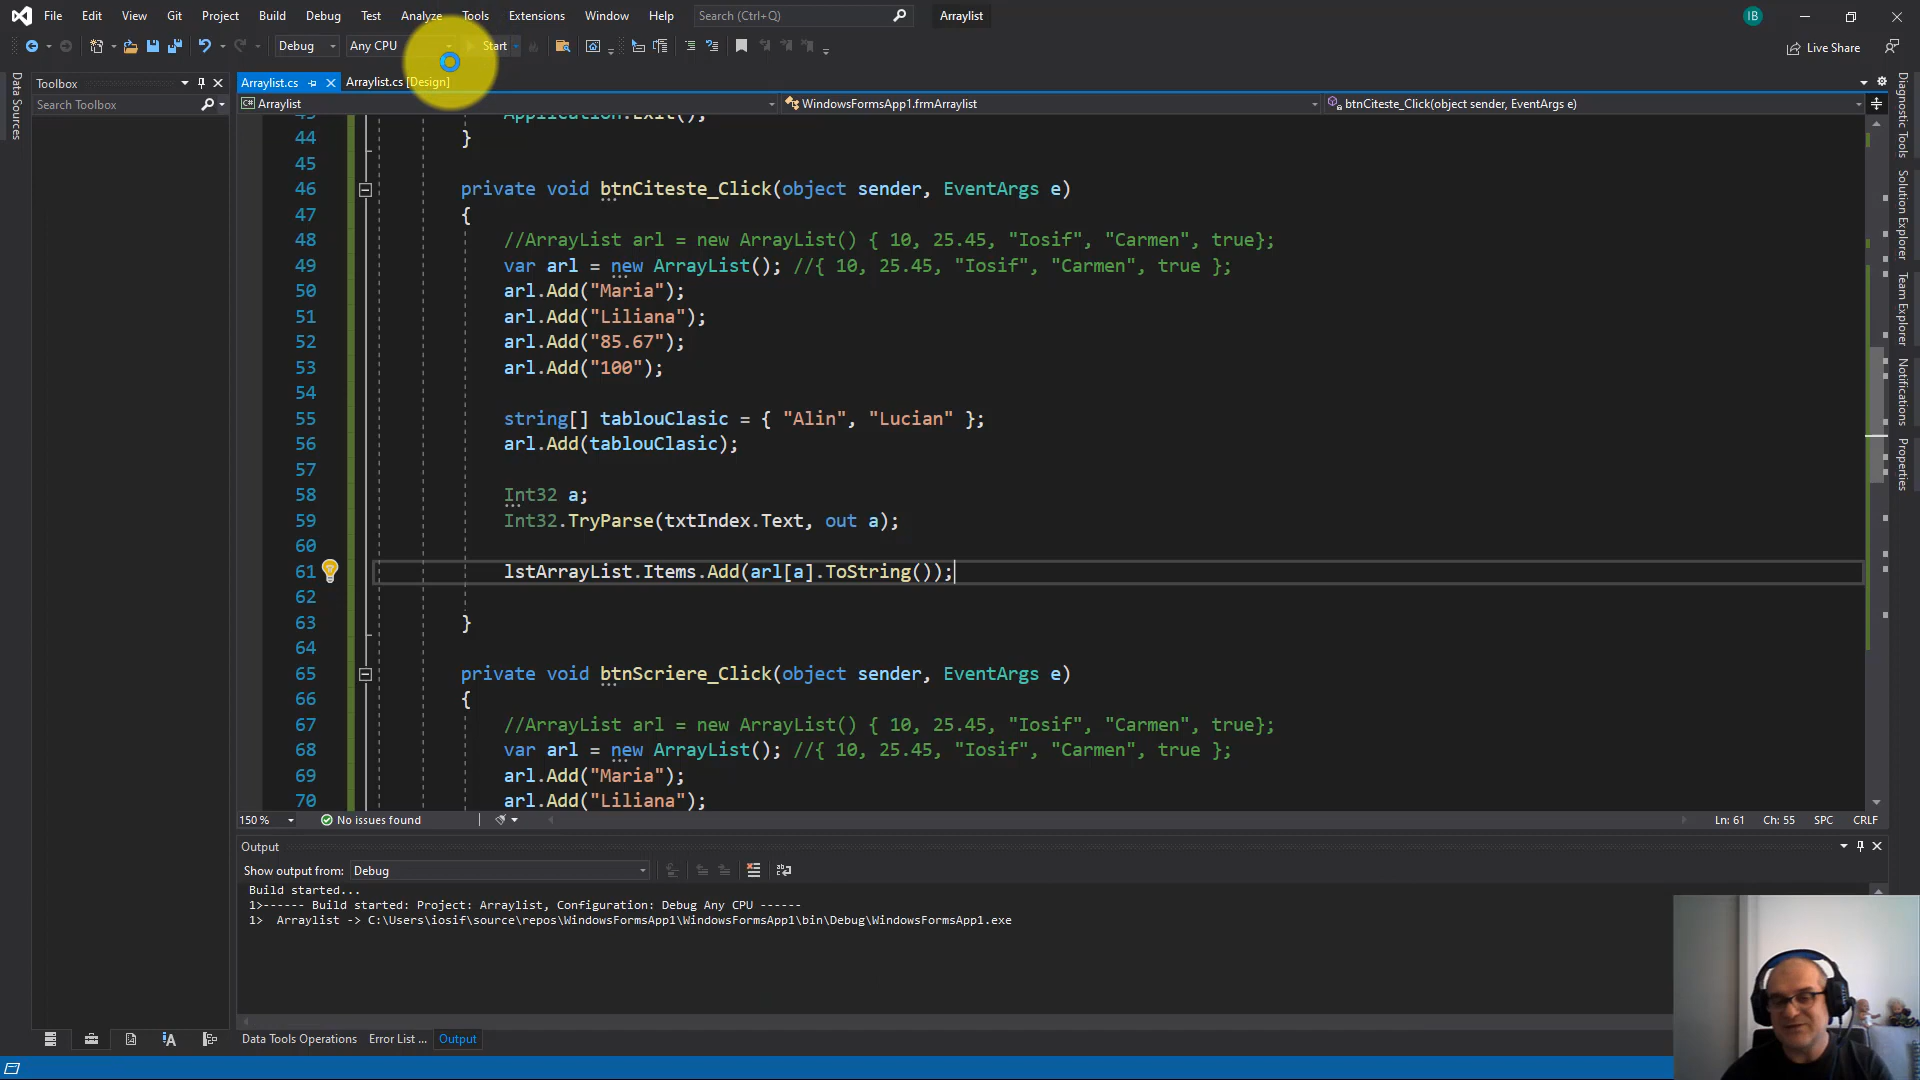 File Edit View Git Project Build Debug Test Analyze Tools Extensions Window Help Search (Ctrl+Q) Arraylist IB
Debug Any CPU Start Live Share
Toolbox
Search Toolbox
Data Sources
Arraylist.cs Arraylist.cs [Design]
Arraylist WindowsFormsApp1.frmArraylist btnCiteste_Click(object sender, EventArgs e)
43 Application.Exit();
44 }
45
46 private void btnCiteste_Click(object sender, EventArgs e)
47 {
48 //ArrayList arl = new ArrayList() { 10, 25.45, "Iosif", "Carmen", true};
49 var arl = new ArrayList(); //{ 10, 25.45, "Iosif", "Carmen", true };
50 arl.Add("Maria");
51 arl.Add("Liliana");
52 arl.Add("85.67");
53 arl.Add("100");
54
55 string[] tablouClasic = { "Alin", "Lucian" };
56 arl.Add(tablouClasic);
57
58 Int32 a;
59 Int32.TryParse(txtIndex.Text, out a);
60
61 lstArrayList.Items.Add(arl[a].ToString());
62
63 }
64
65 private void btnScriere_Click(object sender, EventArgs e)
66 {
67 //ArrayList arl = new ArrayList() { 10, 25.45, "Iosif", "Carmen", true};
68 var arl = new ArrayList(); //{ 10, 25.45, "Iosif", "Carmen", true };
69 arl.Add("Maria");
70 arl.Add("Liliana");
150 % No issues found Ln: 61 Ch: 55 SPC CRLF
Output
Show output from: Debug
Build started...
1>------ Build started: Project: Arraylist, Configuration: Debug Any CPU ------
1> Arraylist -> C:\Users\iosif\source\repos\WindowsFormsApp1\WindowsFormsApp1\bin\Debug\WindowsFormsApp1.exe
Data Tools Operations Error List ... Output
Diagnostic Tools
Solution Explorer
Team Explorer
Notifications
Properties